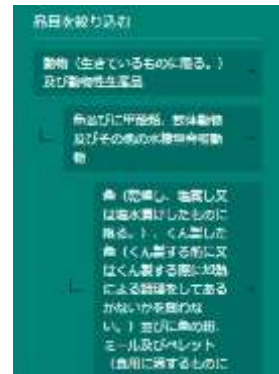 品目を絞り込む
動物（生きているものに限る。）
及び動物性生産品
魚並びに甲殻類、軟体動物
及びその他の水棲無脊椎動
物
魚（乾燥し、塩蔵し又
は塩水漬けしたものに
限る。）、くん製した
魚（くん製する前に又
はくん製する際に加熱
による調理をしてある
かないかを問わな
い。）並びに魚の粉、
ミール及びペレット
（食用に適するものに